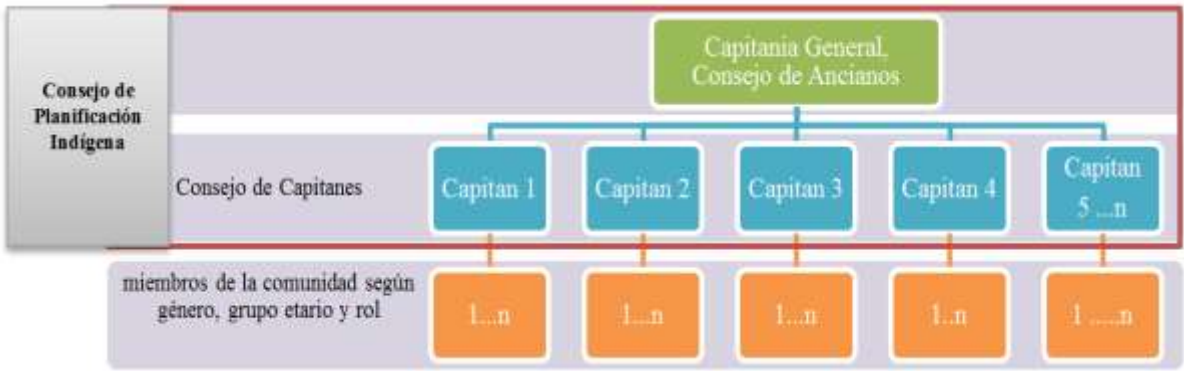 Consejo de
Planificación
Indígena
Capitania General,
Consejo de Ancianos
Consejo de Capitanes
Capitan 1
Capitan 2
Capitan 3
Capitan 4
Capitan
5 ...n
miembros de la comunidad según
género, grupo etario y rol
1...n
1...n
1...n
1..n
1 .....n